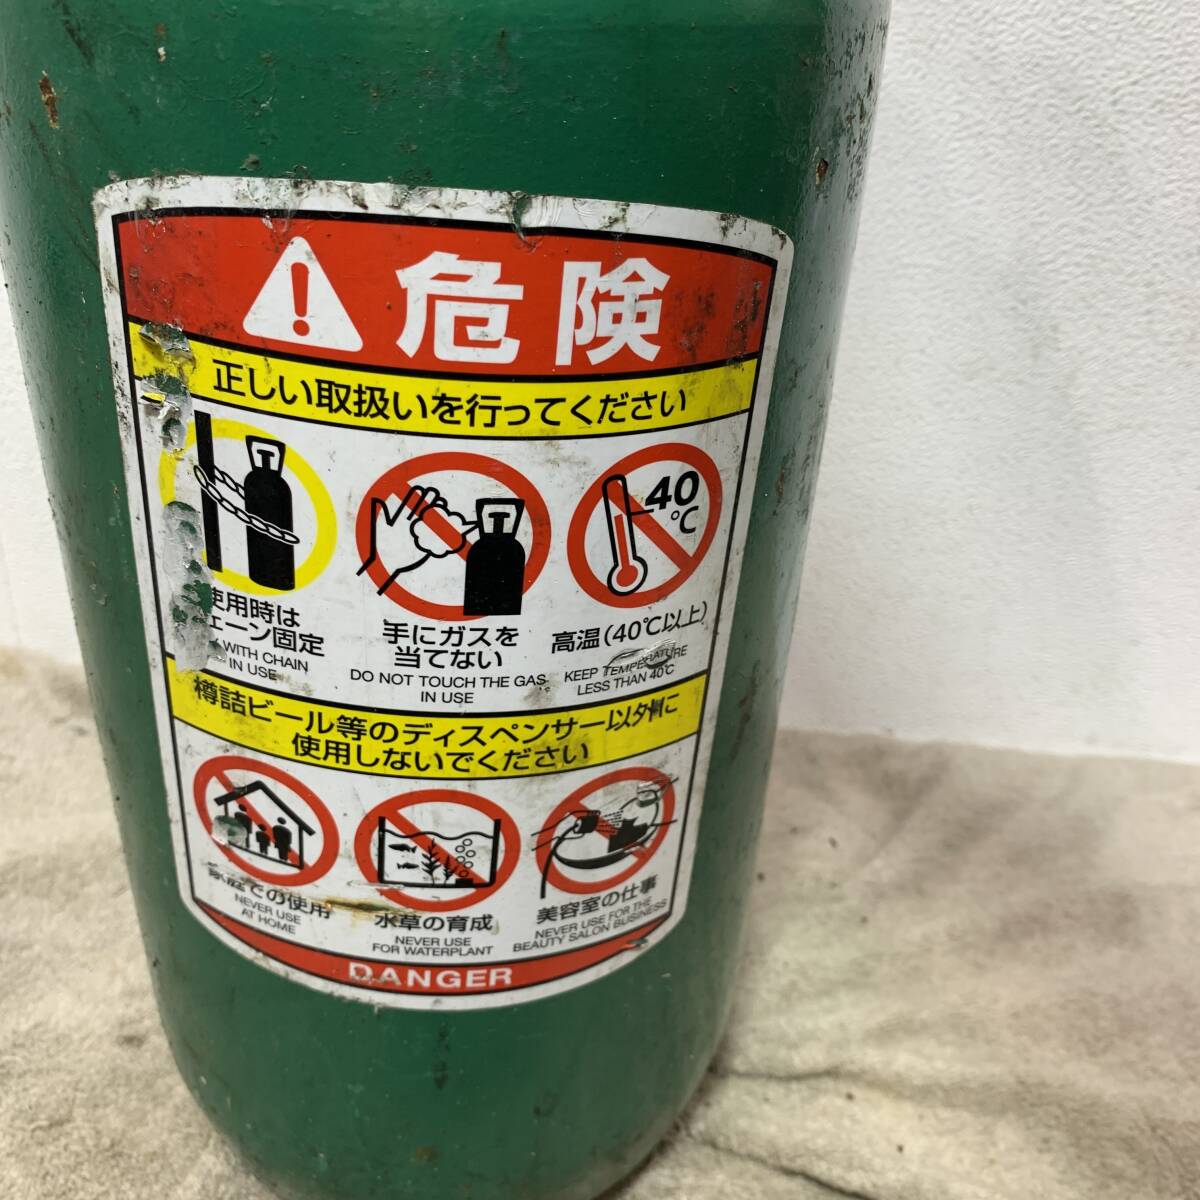 危険
正しい取扱いを行ってください
使用時は
ェーン固定
WITH CHAIN
IN USE
手にガスを
当てない
DO NOT TOUCH THE GAS
IN USE
40
℃
高温(40℃以上)
KEEP TEMPERATURE
LESS THAN 40℃
樽詰ビール等のディスペンサー以外に
使用しないでください
家庭での使用
NEVER USE
AT HOME
水草の育成
NEVER USE
FOR WATERPLANT
美容室の仕事
NEVER USE FOR THE
BEAUTY SALON BUSINESS
DANGER